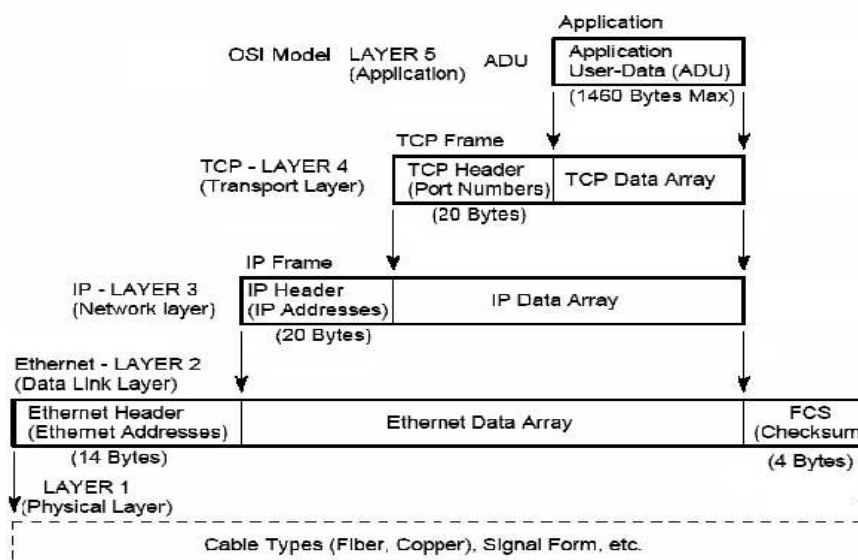 Application
OSI Model LAYER 5 ADU
(Application)
Application
User-Data (ADU)
(1460 Bytes Max)
TCP Frame
TCP - LAYER 4
(Transport Layer)
TCP Header
(Port Numbers)
TCP Data Array
(20 Bytes)
IP Frame
IP - LAYER 3
(Network layer)
IP Header
(IP Addresses)
IP Data Array
(20 Bytes)
Ethernet - LAYER 2
(Data Link Layer)
Ethernet Header
(Ethernet Addresses)
Ethernet Data Array
FCS
(Checksum
(14 Bytes)
(4 Bytes)
LAYER 1
(Physical Layer)
Cable Types (Fiber, Copper), Signal Form, etc.